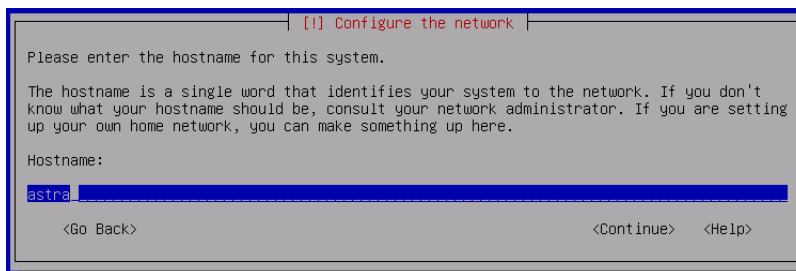 [!] Configure the network
Please enter the hostname for this system.
The hostname is a single word that identifies your system to the network. If you don't
know what your hostname should be, consult your network administrator. If you are setting
up your own home network, you can make something up here.
Hostname:
astra
<Go Back> <Continue> <Help>